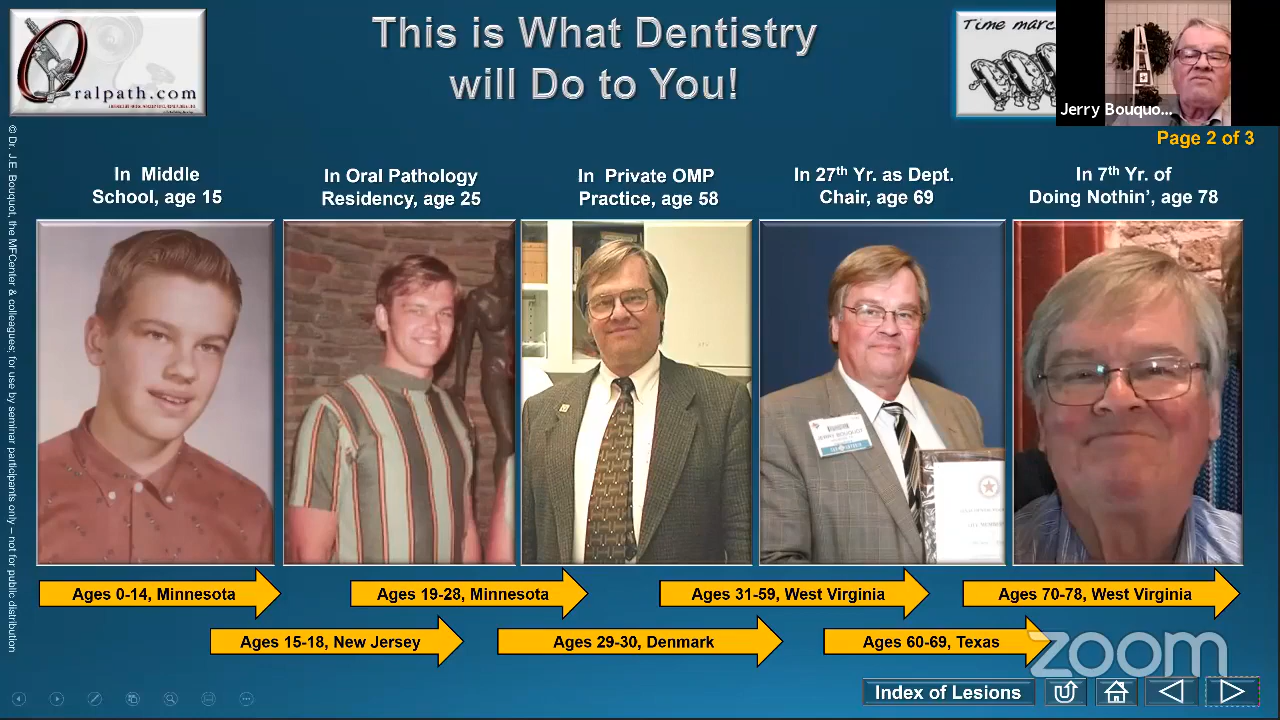 ralpath.com
This is What Dentistry
will Do to You!
Time marc
Jerry Bouquo...
Page 2 of 3
In Middle
School, age 15
In Oral Pathology
Residency, age 25
In Private OMP
Practice, age 58
In 27th Yr. as Dept.
Chair, age 69
In 7th Yr. of
Doing Nothin', age 78
JERRY BOUQUOT
© Dr. J.E. Bouquot, the MFCenter & colleagues; for use by seminar participants only – not for public distribution
Ages 0-14, Minnesota
Ages 19-28, Minnesota
Ages 31-59, West Virginia
Ages 70-78, West Virginia
Ages 15-18, New Jersey
Ages 29-30, Denmark
Ages 60-69, Texas
zoom
Index of Lesions